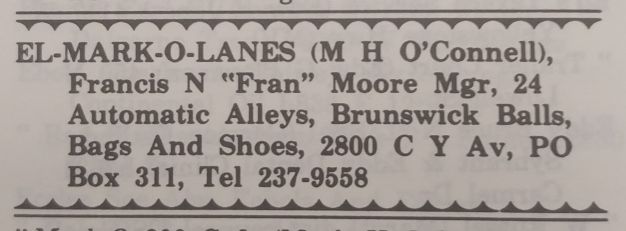 EL-MARK-O-LANES (M H O'Connell),
Francis N "Fran" Moore Mgr, 24
Automatic Alleys, Brunswick Balls,
Bags And Shoes, 2800 C Y Av, PO
Box 311, Tel 237-9558